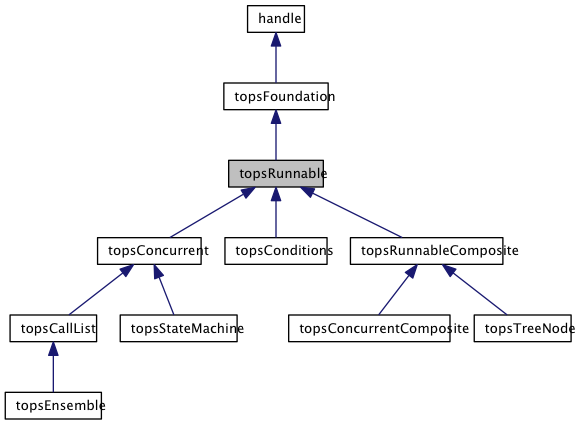 handle
topsFoundation
topsRunnable
topsConcurrent
topsConditions
topsRunnableComposite
topsCallList
topsStateMachine
topsConcurrentComposite
topsTreeNode
topsEnsemble